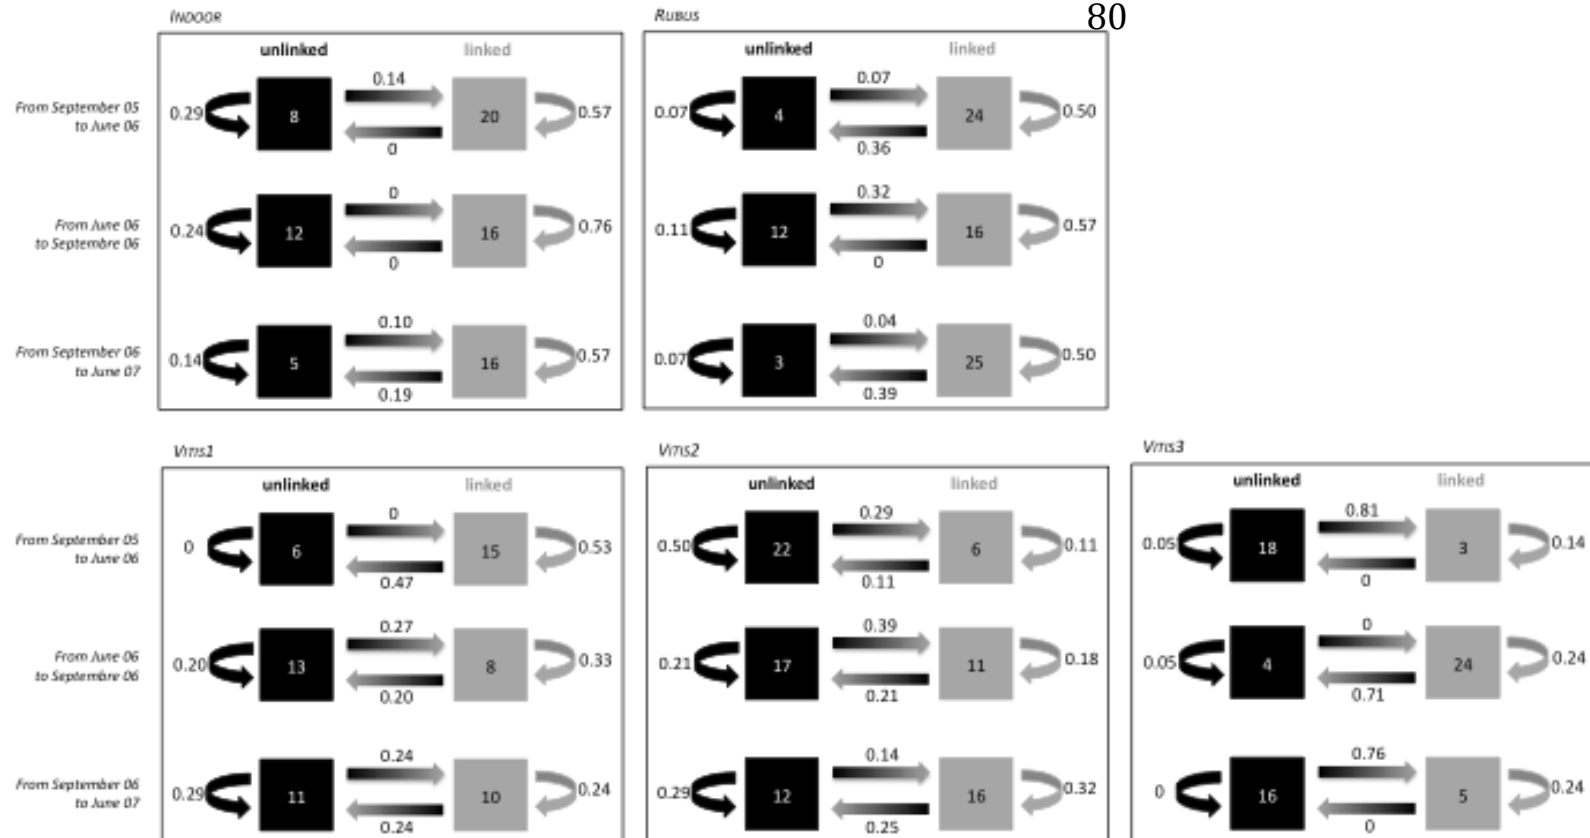 80
INDOOR
RUBUS
unlinked linked
unlinked linked
From September 05
to June 06
0.29 8 0.14 0 20 0.57
0.07 4 0.07 0.36 24 0.50
From June 06
to Septembre 06
0.24 12 0 0 16 0.76
0.11 12 0.32 0 16 0.57
From September 06
to June 07
0.14 5 0.10 0.19 16 0.57
0.07 3 0.04 0.39 25 0.50
Vms1
Vms2
Vms3
unlinked linked
unlinked linked
unlinked linked
From September 05
to June 06
0 6 0 0.47 15 0.53
0.50 22 0.29 0.11 6 0.11
0.05 18 0.81 0 3 0.14
From June 06
to Septembre 06
0.20 13 0.27 0.20 8 0.33
0.21 17 0.39 0.21 11 0.18
0.05 4 0 0.71 24 0.24
From September 06
to June 07
0.29 11 0.24 0.24 10 0.24
0.29 12 0.14 0.25 16 0.32
0 16 0.76 0 5 0.24